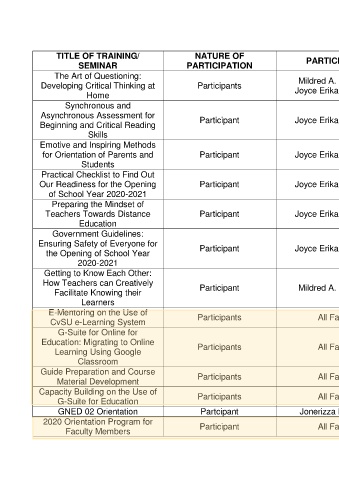 TITLE OF TRAINING/ NATURE OF PARTICI
SEMINAR PARTICIPATION
The Art of Questioning: Mildred A.
Developing Critical Thinking at Participants Joyce Erika
Home
Synchronous and
Asynchronous Assessment for Participant Joyce Erika
Beginning and Critical Reading
Skills
Emotive and Inspiring Methods
for Orientation of Parents and Participant Joyce Erika
Students
Practical Checklist to Find Out
Our Readiness for the Opening Participant Joyce Erika
of School Year 2020-2021
Preparing the Mindset of
Teachers Towards Distance Participant Joyce Erika
Education
Government Guidelines:
Ensuring Safety of Everyone for Participant Joyce Erika
the Opening of School Year
2020-2021
Getting to Know Each Other:
How Teachers can Creatively Participant Mildred A.
Facilitate Knowing their
Learners
E-Mentoring on the Use of Participants All Fa
CvSU e-Learning System
G-Suite for Online for
Education: Migrating to Online Participants All Fa
Learning Using Google
Classroom
Guide Preparation and Course Participants All Fa
Material Development
Capacity Building on the Use of Participants All Fa
G-Suite for Education
GNED 02 Orientation Partcipant Jonerizza
2020 Orientation Program for Participant All Fa
Faculty Members